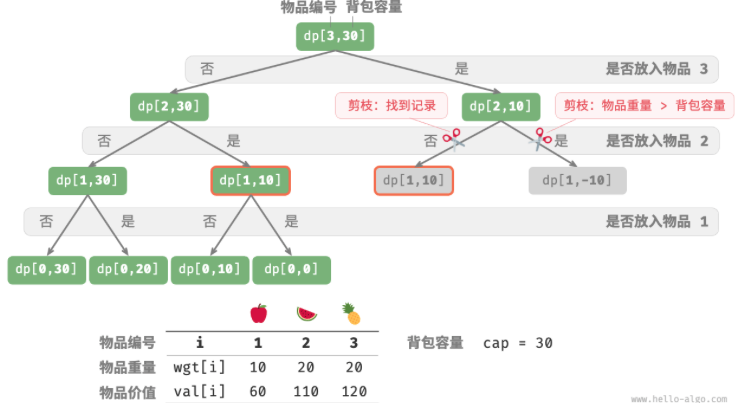 物品编号 背包容量
dp[3,30]
否 是 是否放入物品 3
dp[2,30] 剪枝：找到记录 dp[2,10] 剪枝：物品重量 > 背包容量
否 是 否 是 是否放入物品 2
dp[1,30] dp[1,10] dp[1,10] dp[1,-10]
否 是 否 是 是否放入物品 1
dp[0,30] dp[0,20] dp[0,10] dp[0,0]
物品编号 i 1 2 3 背包容量 cap = 30
物品重量 wgt[i] 10 20 20
物品价值 val[i] 60 110 120
www.hello-algo.com